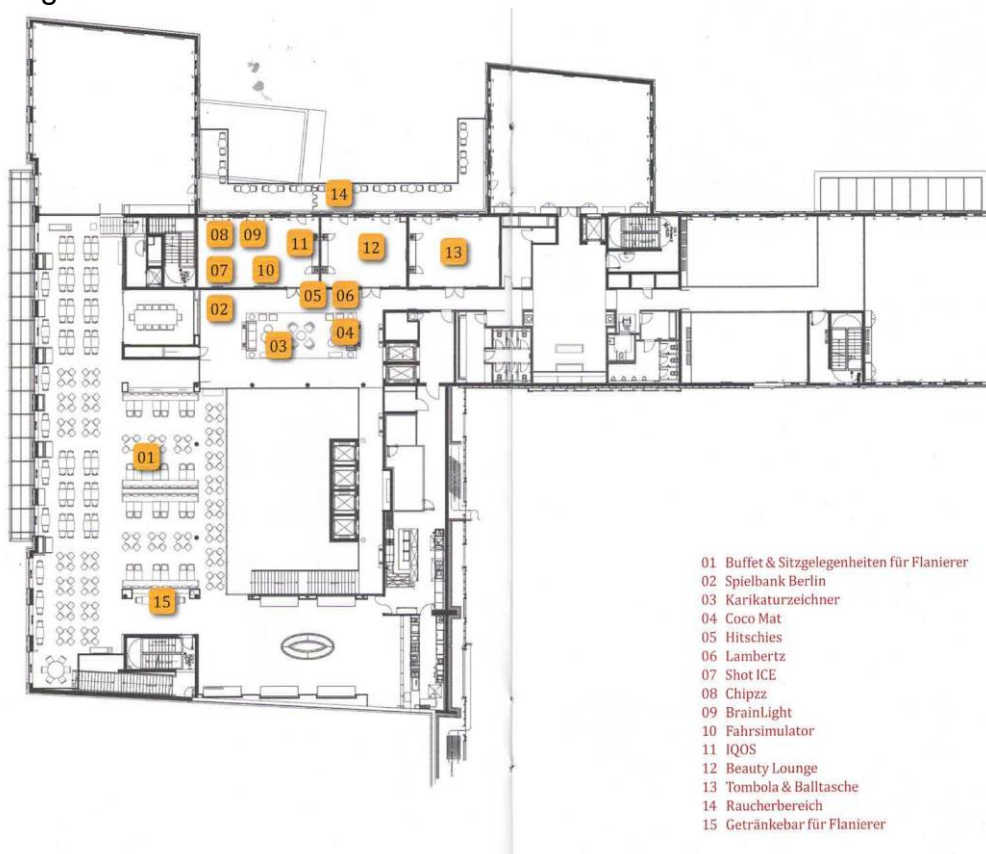 14
08 09 11 12 13
07 10
02 05 06
03 04
01
15
01 Buffet & Sitzgelegenheiten für Flanierer
02 Spielbank Berlin
03 Karikaturzeichner
04 Coco Mat
05 Hitschies
06 Lambertz
07 Shot ICE
08 Chipzz
09 BrainLight
10 Fahrsimulator
11 IQOS
12 Beauty Lounge
13 Tombola & Balltasche
14 Raucherbereich
15 Getränkebar für Flanierer